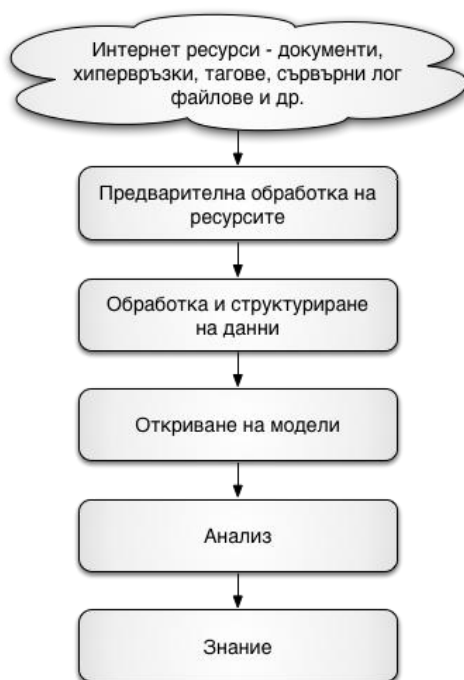 Интернет ресурси - документи,
хипервръзки, тагове, сървърни лог
файлове и др.
Предварителна обработка на
ресурсите
Обработка и структуриране
на данни
Откриване на модели
Анализ
Знание